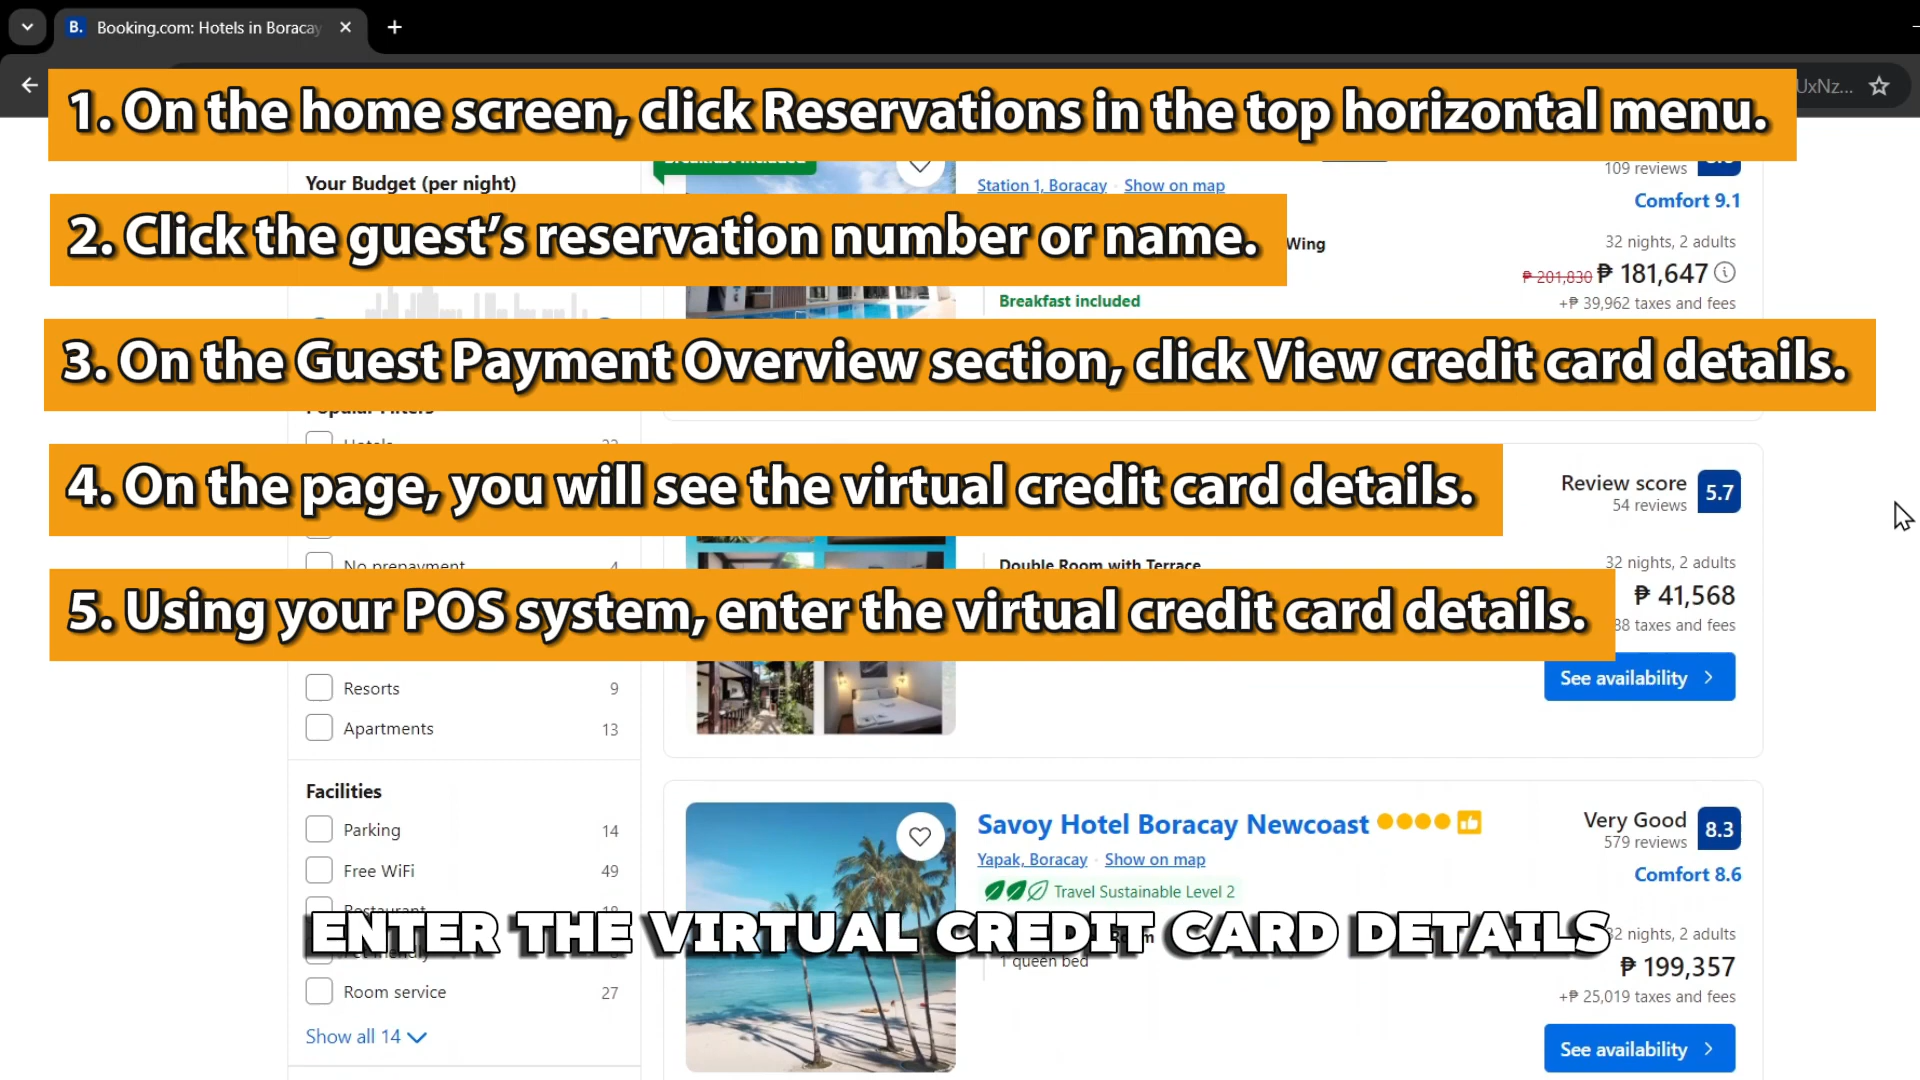 B. Booking.com: Hotels in Boracay
UxNz...
1. On the home screen, click Reservations in the top horizontal menu.
109 reviews
Your Budget (per night)
Station 1, Boracay · Show on map
Comfort 9.1
2. Click the guest’s reservation number or name.
Wing
32 nights, 2 adults
₱ 201,830 ₱ 181,647
Breakfast included
+₱ 39,962 taxes and fees
3. On the Guest Payment Overview section, click View credit card details.
4. On the page, you will see the virtual credit card details.
Review score 5.7
54 reviews
No prepayment 4
Double Room with Terrace
32 nights, 2 adults
5. Using your POS system, enter the virtual credit card details.
₱ 41,568
taxes and fees
See availability
Resorts 9
Apartments 13
Facilities
Parking 14
Free WiFi 49
Restaurant
Room service 27
Show all 14
Savoy Hotel Boracay Newcoast
Very Good 8.3
579 reviews
Yapak, Boracay · Show on map
Comfort 8.6
Travel Sustainable Level 2
ENTER THE VIRTUAL CREDIT CARD DETAILS
32 nights, 2 adults
1 queen bed
₱ 199,357
+₱ 25,019 taxes and fees
See availability